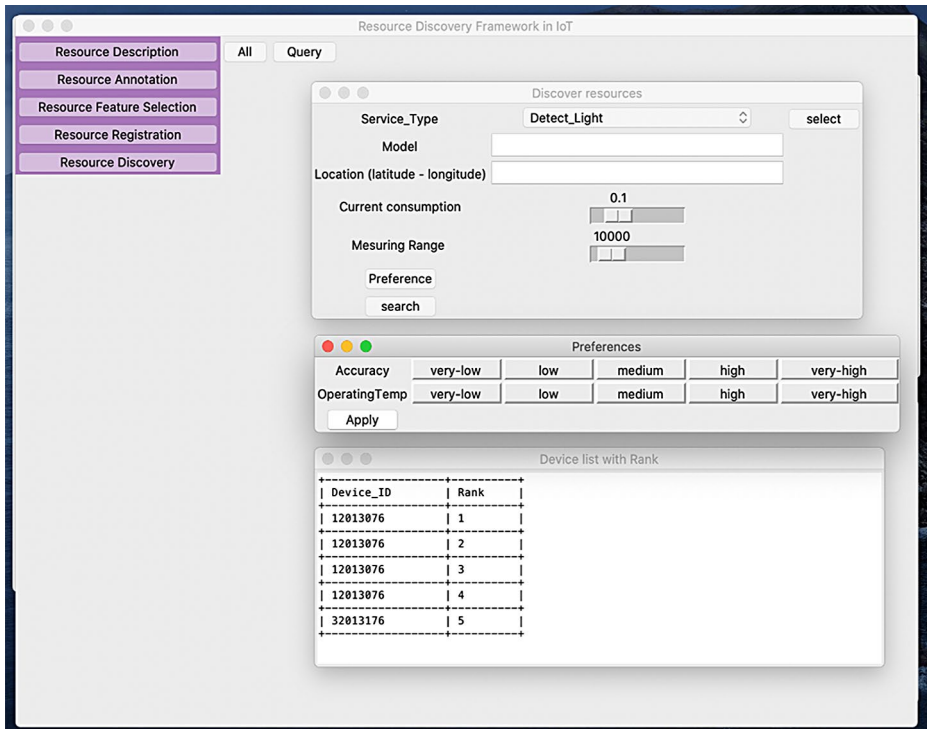 Resource Discovery Framework in IoT
Resource Description
All
Query
Resource Annotation
Resource Feature Selection
Resource Registration
Resource Discovery
Discover resources
Service_Type
Detect_Light
select
Model
Location (latitude - longitude)
Current consumption
0.1
Mesuring Range
10000
Preference
search
Preferences
Accuracy very-low low medium high very-high
OperatingTemp very-low low medium high very-high
Apply
Device list with Rank
+---------------+---------+
| Device_ID | Rank |
+---------------+---------+
| 12013076 | 1 |
+---------------+---------+
| 12013076 | 2 |
+---------------+---------+
| 12013076 | 3 |
+---------------+---------+
| 12013076 | 4 |
+---------------+---------+
| 32013176 | 5 |
+---------------+---------+